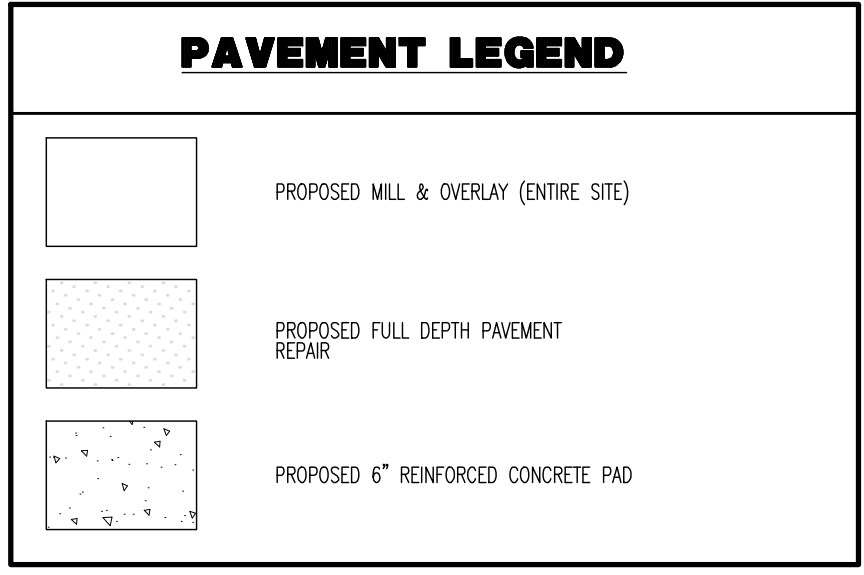 PAVEMENT LEGEND
PROPOSED MILL & OVERLAY (ENTIRE SITE)
PROPOSED FULL DEPTH PAVEMENT
REPAIR
PROPOSED 6" REINFORCED CONCRETE PAD